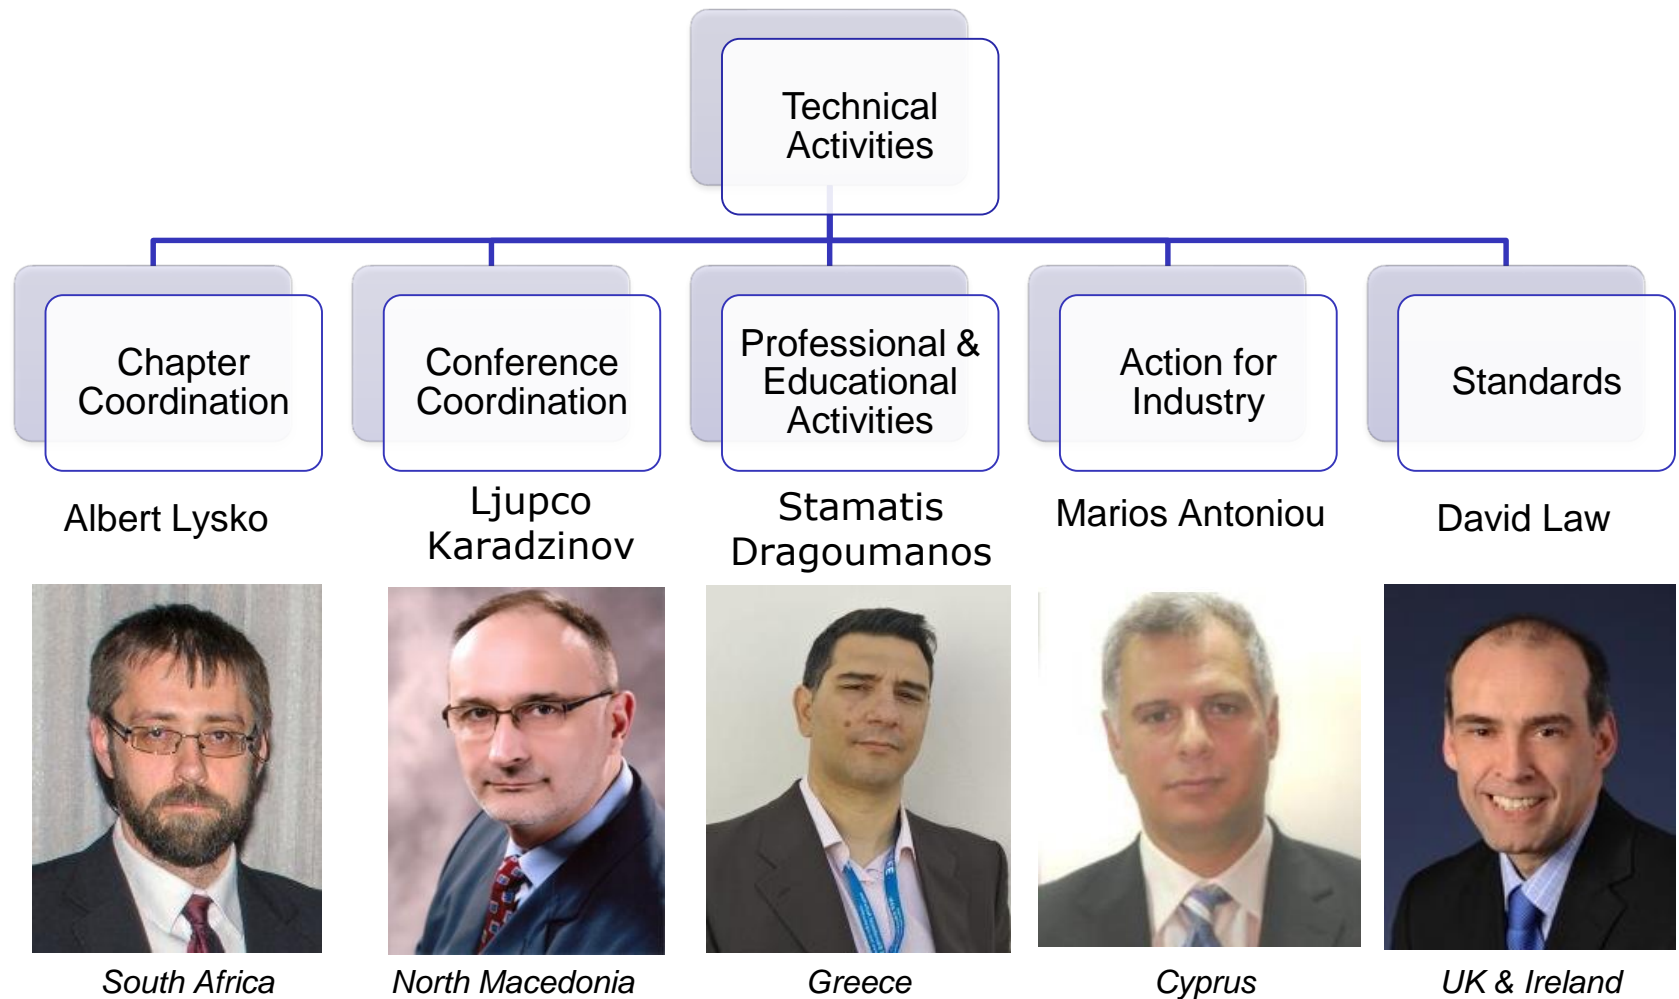 Technical
Activities
Chapter
Coordination
Conference
Coordination
Professional &
Educational
Activities
Action for
Industry
Standards
Albert Lysko
Ljupco
Karadzinov
Stamatis
Dragoumanos
Marios Antoniou
David Law
South Africa
North Macedonia
Greece
Cyprus
UK & Ireland